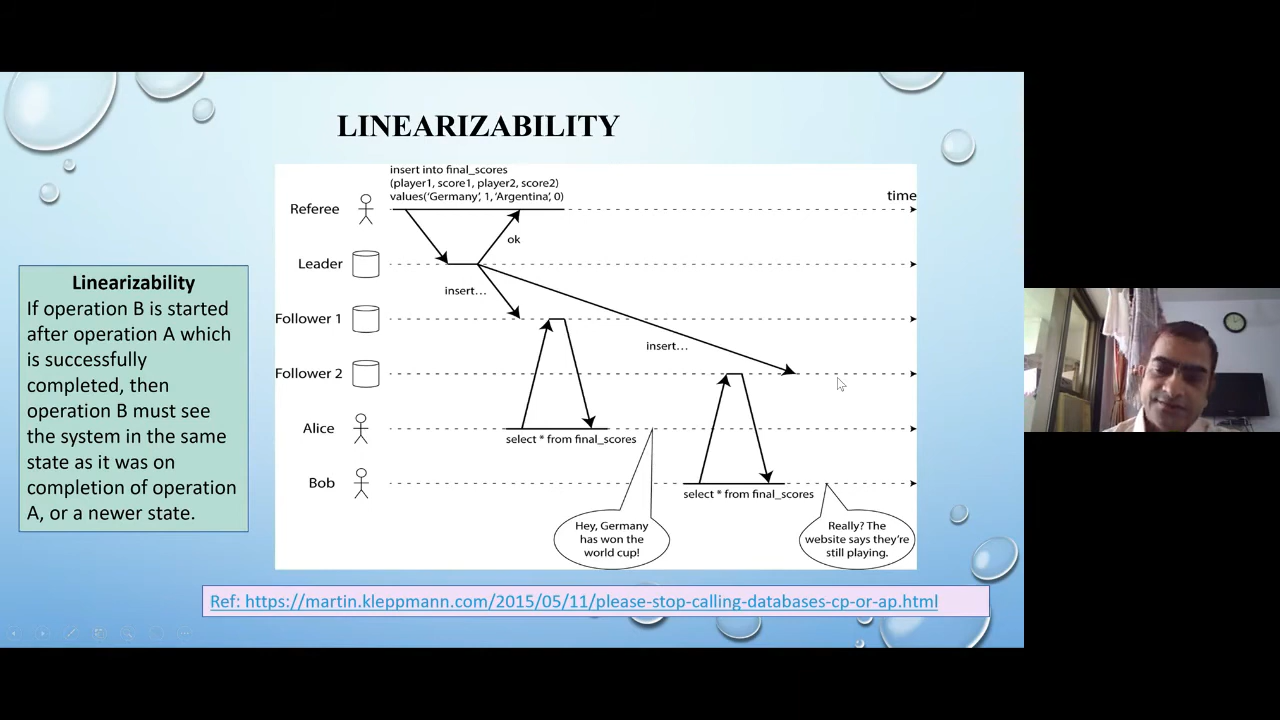 LINEARIZABILITY
Linearizability
If operation B is started
after operation A which
is successfully
completed, then
operation B must see
the system in the same
state as it was on
completion of operation
A, or a newer state.
insert into final_scores
(player1, score1, player2, score2)
values(‘Germany’, 1, ‘Argentina’, 0)
time
Referee
ok
Leader
insert…
Follower 1
insert…
Follower 2
Alice
select * from final_scores
Bob
select * from final_scores
Hey, Germany
has won the
world cup!
Really? The
website says they’re
still playing.
Ref: https://martin.kleppmann.com/2015/05/11/please-stop-calling-databases-cp-or-ap.html